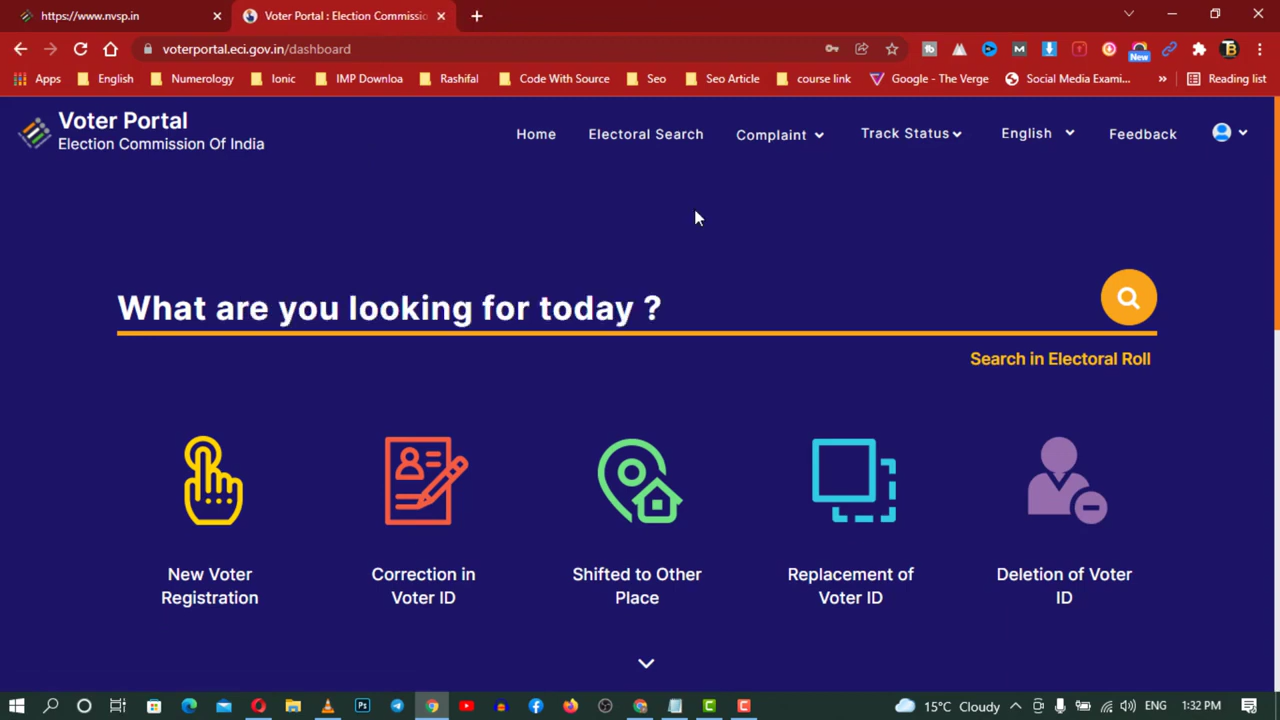 https://www.nvsp.in
Voter Portal : Election Commissio
voterportal.eci.gov.in/dashboard
New
Apps
English
Numerology
Ionic
IMP Downloa
Rashifal
Code With Source
Seo
Seo Article
course link
Google - The Verge
Social Media Exami...
»
Reading list
Voter Portal
Election Commission Of India
Home
Electoral Search
Complaint
Track Status
English
Feedback
What are you looking for today ?
Search in Electoral Roll
New Voter
Registration
Correction in
Voter ID
Shifted to Other
Place
Replacement of
Voter ID
Deletion of Voter
ID
15°C Cloudy
ENG
1:32 PM